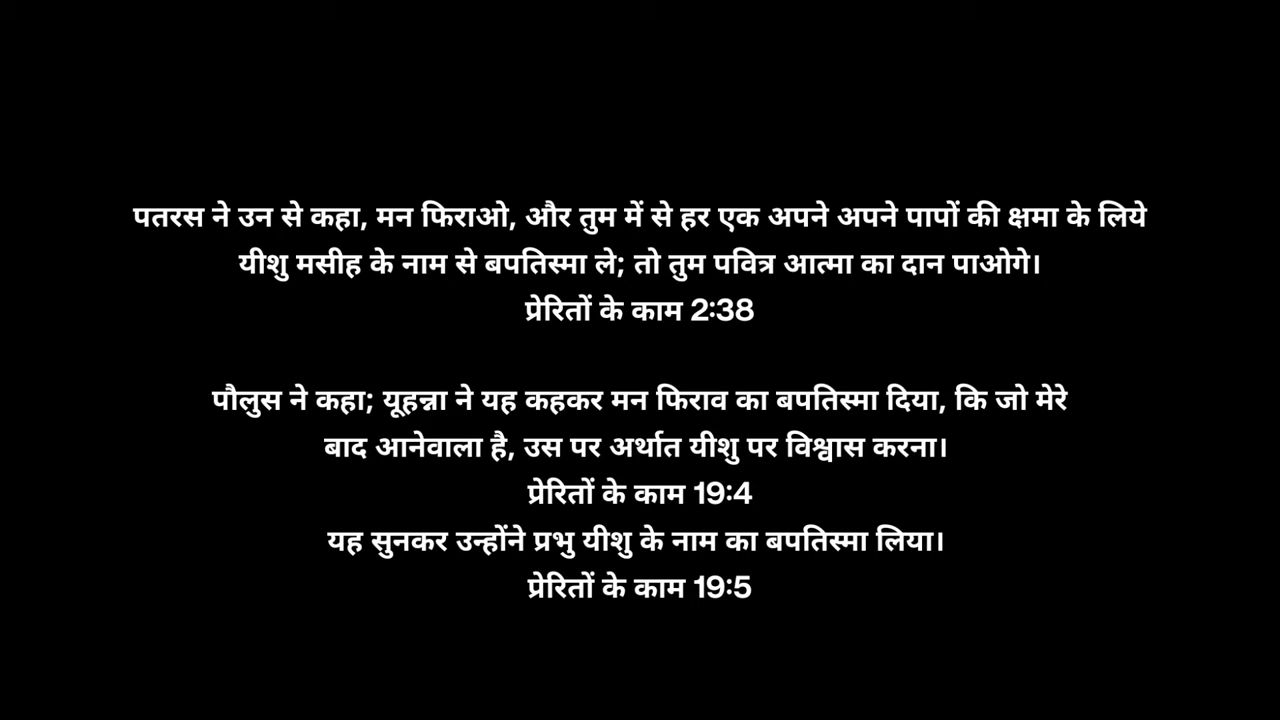 पतरस ने उन से कहा, मन फिराओ, और तुम में से हर एक अपने अपने पापों की क्षमा के लिये
यीशु मसीह के नाम से बपतिस्मा ले; तो तुम पवित्र आत्मा का दान पाओगे।
प्रेरितों के काम 2:38
पौलुस ने कहा; यूहन्ना ने यह कहकर मन फिराव का बपतिस्मा दिया, कि जो मेरे
बाद आनेवाला है, उस पर अर्थात यीशु पर विश्वास करना।
प्रेरितों के काम 19:4
यह सुनकर उन्होंने प्रभु यीशु के नाम का बपतिस्मा लिया।
प्रेरितों के काम 19:5